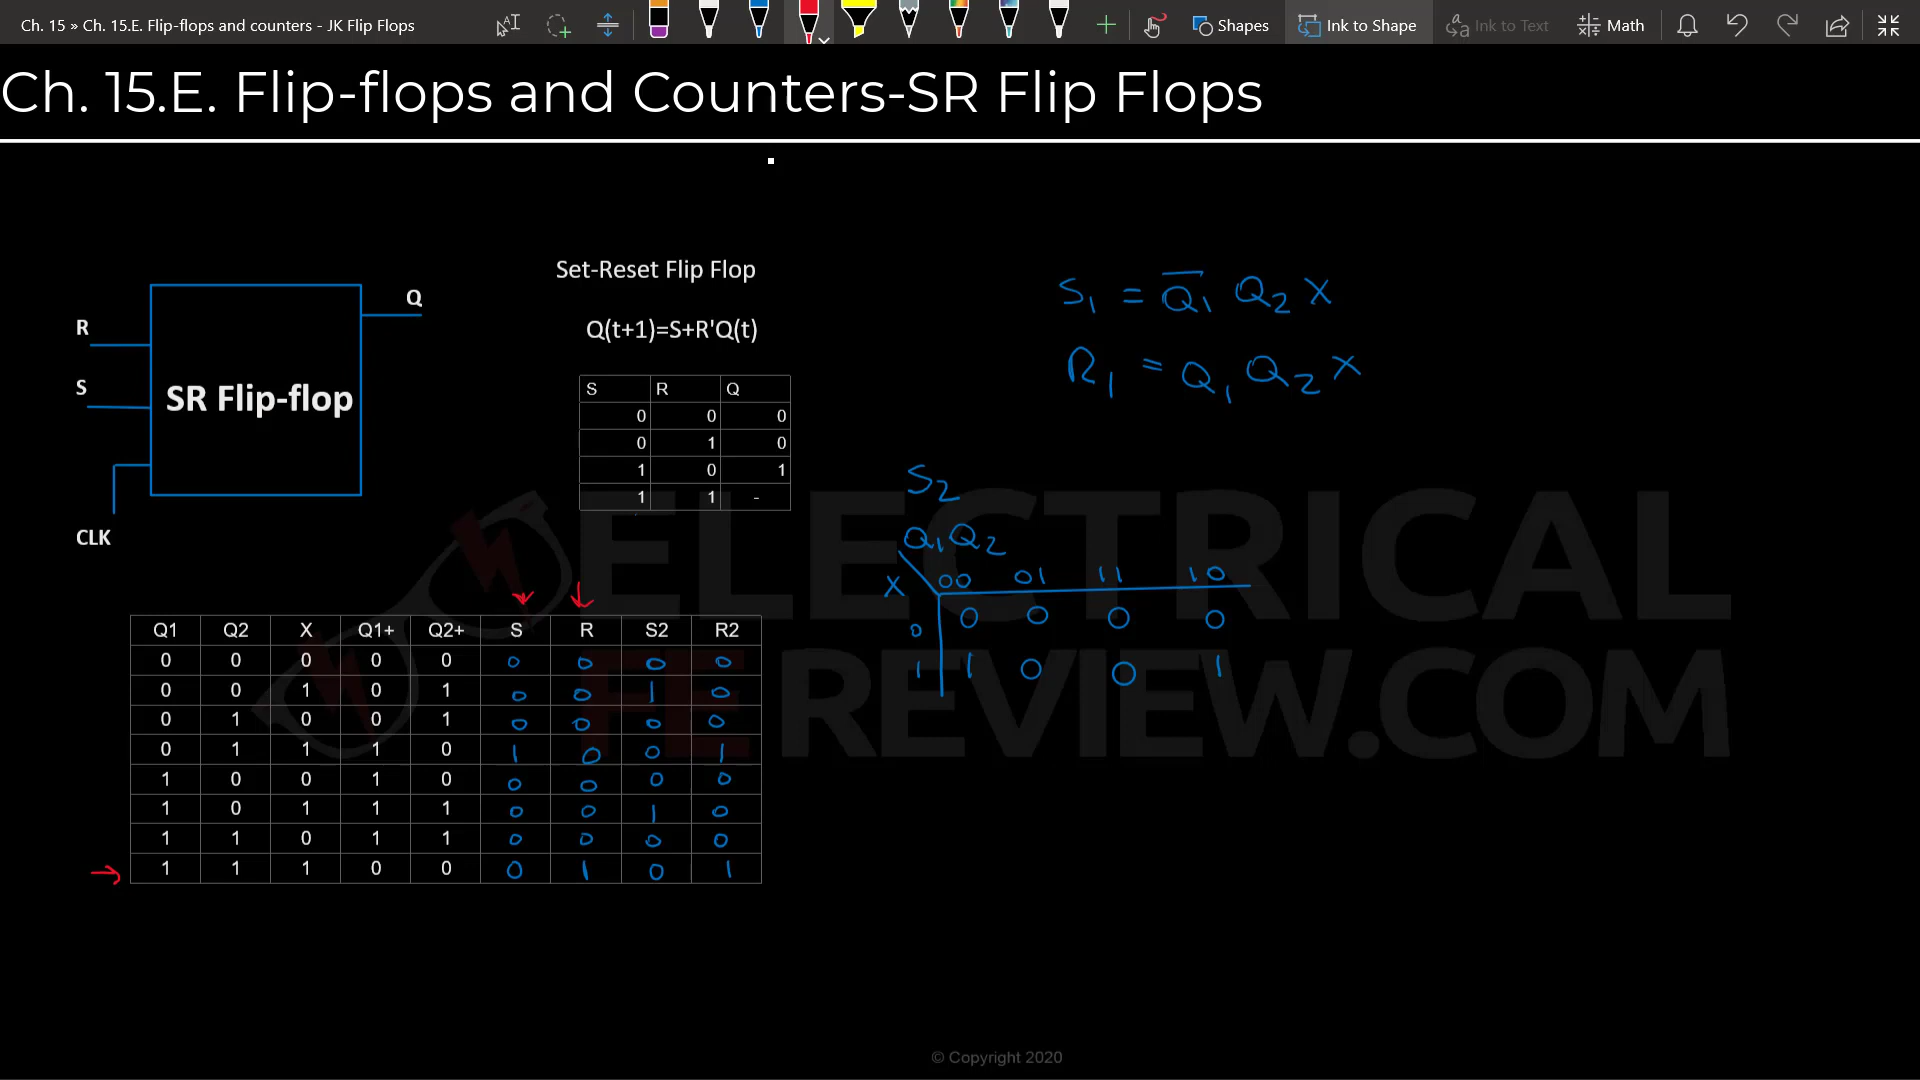 Ch. 15 » Ch. 15.E. Flip-flops and counters - JK Flip Flops
Shapes
Ink to Shape
Ink to Text
Math
Ch. 15.E. Flip-flops and Counters-SR Flip Flops
Set-Reset Flip Flop
Q(t+1)=S+R'Q(t)
R
S
CLK
Q
SR Flip-flop
S R Q
0 0 0
0 1 0
1 0 1
1 1 -
S₁ = Q̅₁ Q₂ X
R₁ = Q₁ Q₂ X
S₂
Q₁Q₂
X 00 01 11 10
0 0 0 0 0
1 1 0 0 1
Q1 Q2 X Q1+ Q2+ S R S2 R2
0 0 0 0 0 0 0 0 0
0 0 1 0 1 0 0 1 0
0 1 0 0 1 0 0 0 0
0 1 1 1 0 1 0 0 1
1 0 0 1 0 0 0 0 0
1 0 1 1 1 0 0 1 0
1 1 0 1 1 0 0 0 0
1 1 1 0 0 0 1 0 1
ELECTRICAL
FE REVIEW.COM
© Copyright 2020